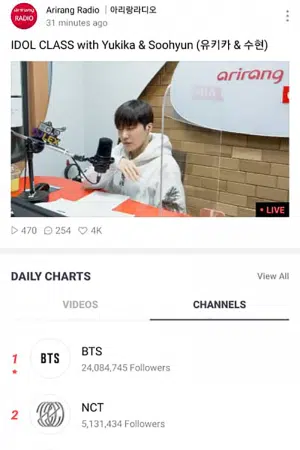 arirang
RADIO
Arirang Radio | 아리랑라디오
31 minutes ago
IDOL CLASS with Yukika & Soohyun (유키카 & 수현)
arirang
LIVE
470 254 4K
DAILY CHARTS View All
VIDEOS CHANNELS
1 BTS BTS
24,084,745 Followers
2 NCT
5,131,434 Followers